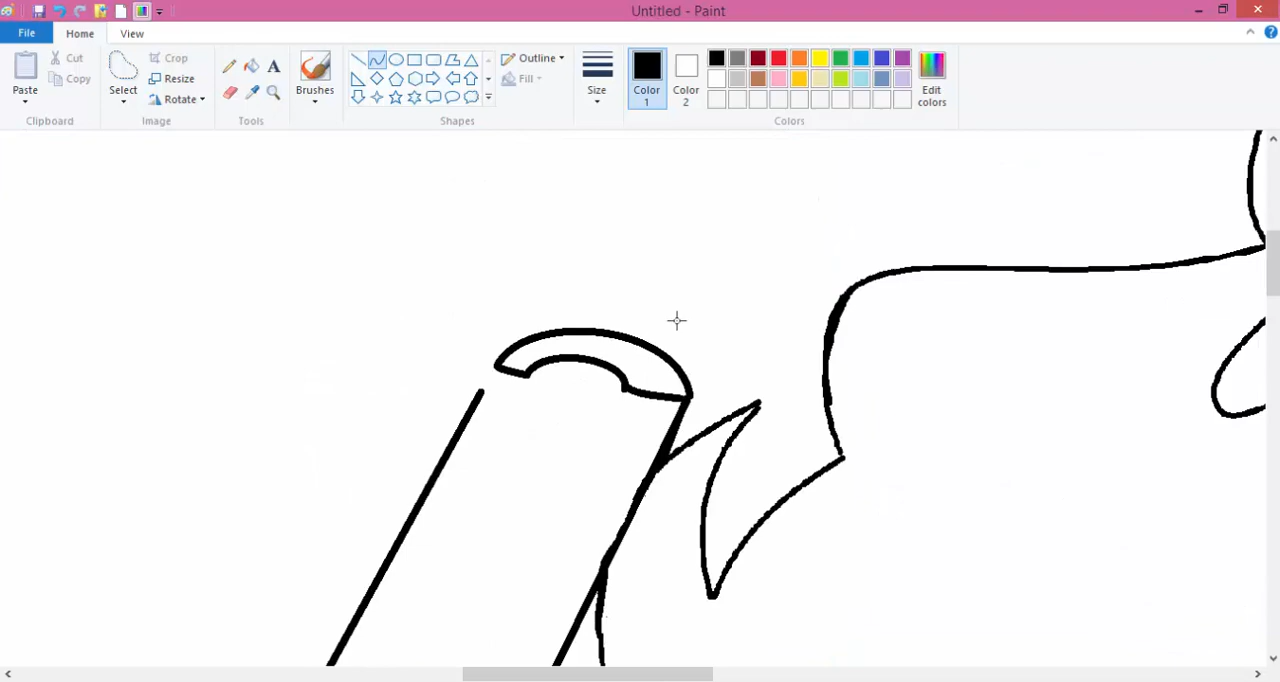 Untitled - Paint
File Home View
Cut
Copy
Paste
Clipboard
Crop
Resize
Rotate
Select
Image
Tools
Brushes
Outline
Fill
Shapes
Size
Color 1
Color 2
Edit colors
Colors